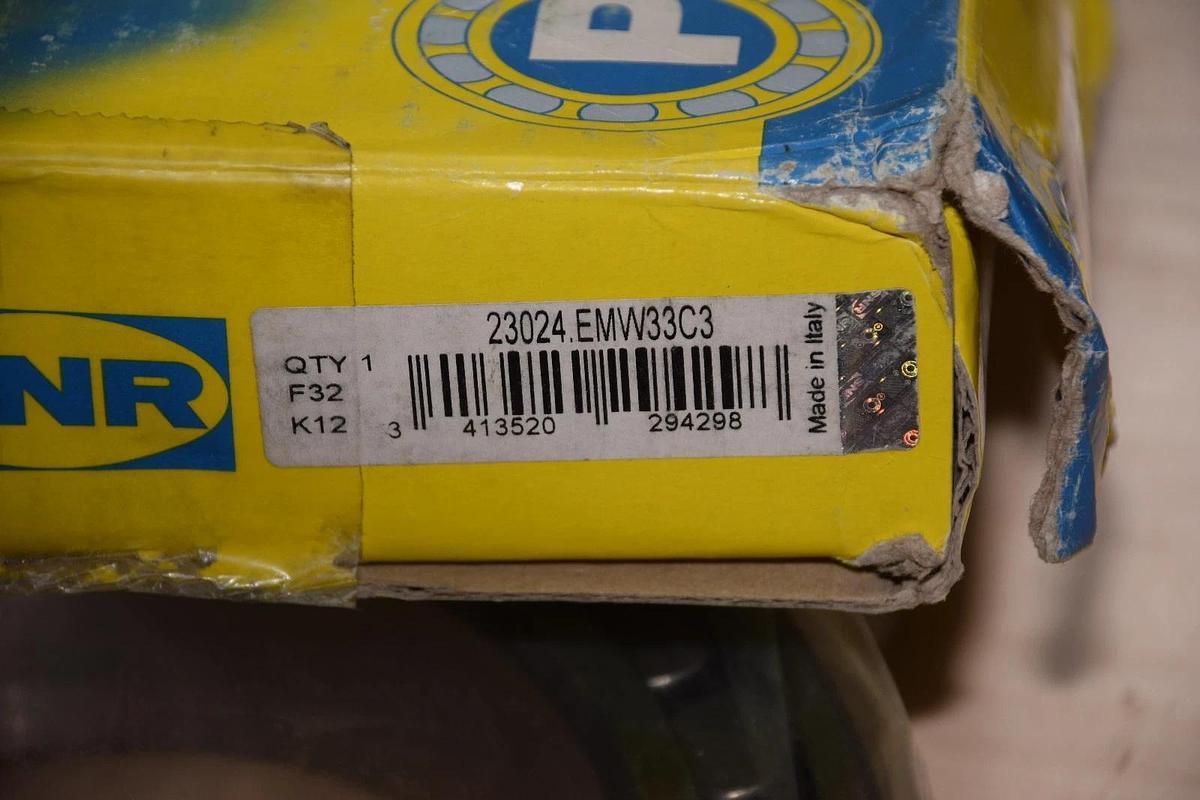 P
23024.EMW33C3
QTY 1
F32
K12
3 413520 294298
Made in Italy
NR